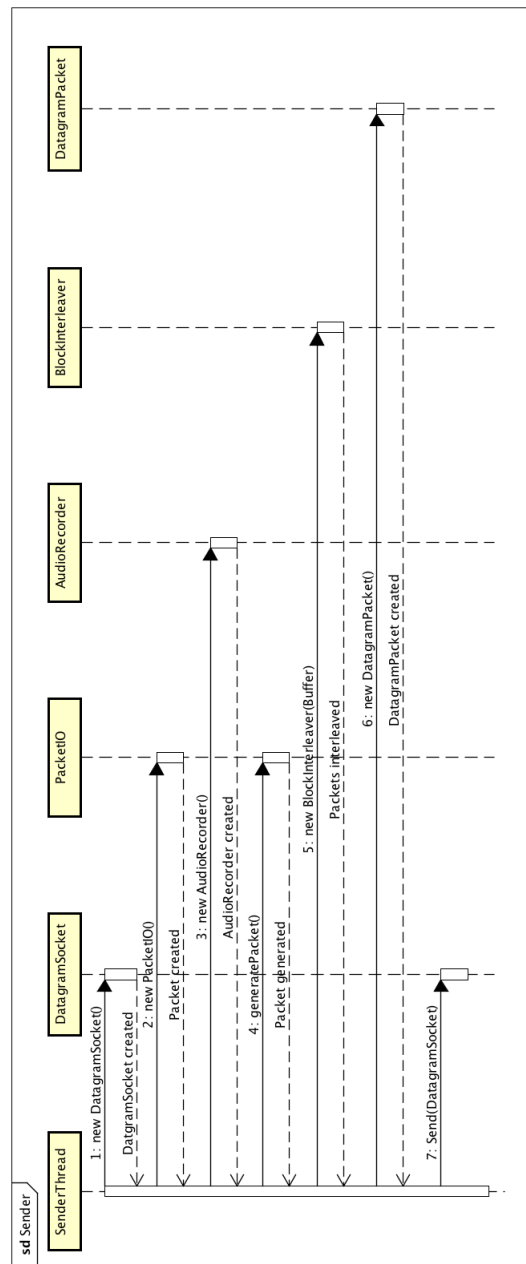 sd Sender
SenderThread
DatagramSocket
PacketIO
AudioRecorder
BlockInterleaver
DatagramPacket
1: new DatagramSocket()
DatgramSocket created
2: new PacketIO()
Packet created
3: new AudioRecorder()
AudioRecorder created
4: generatePacket()
Packet generated
5: new BlockInterleaver(Buffer)
Packets interleaved
6: new DatagramPacket()
DatagramPacket created
7: Send(DatagramSocket)